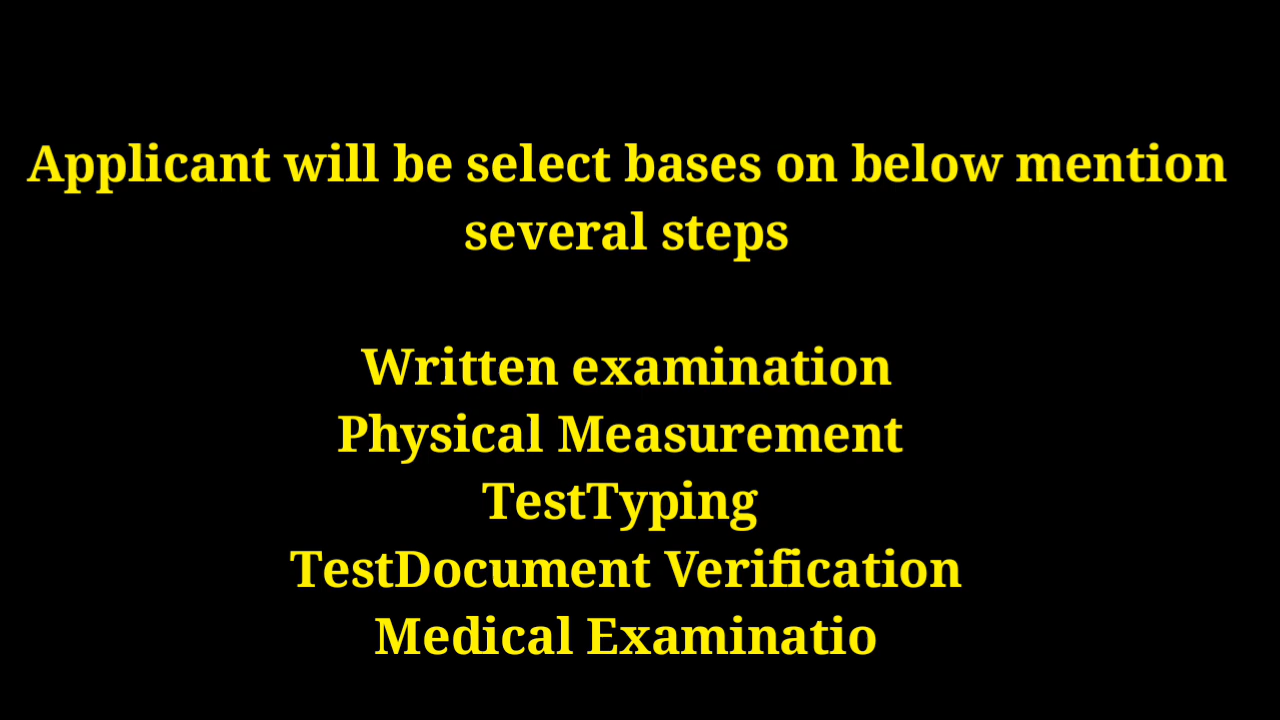 Applicant will be select bases on below mention
several steps
Written examination
Physical Measurement
TestTyping
TestDocument Verification
Medical Examinatio